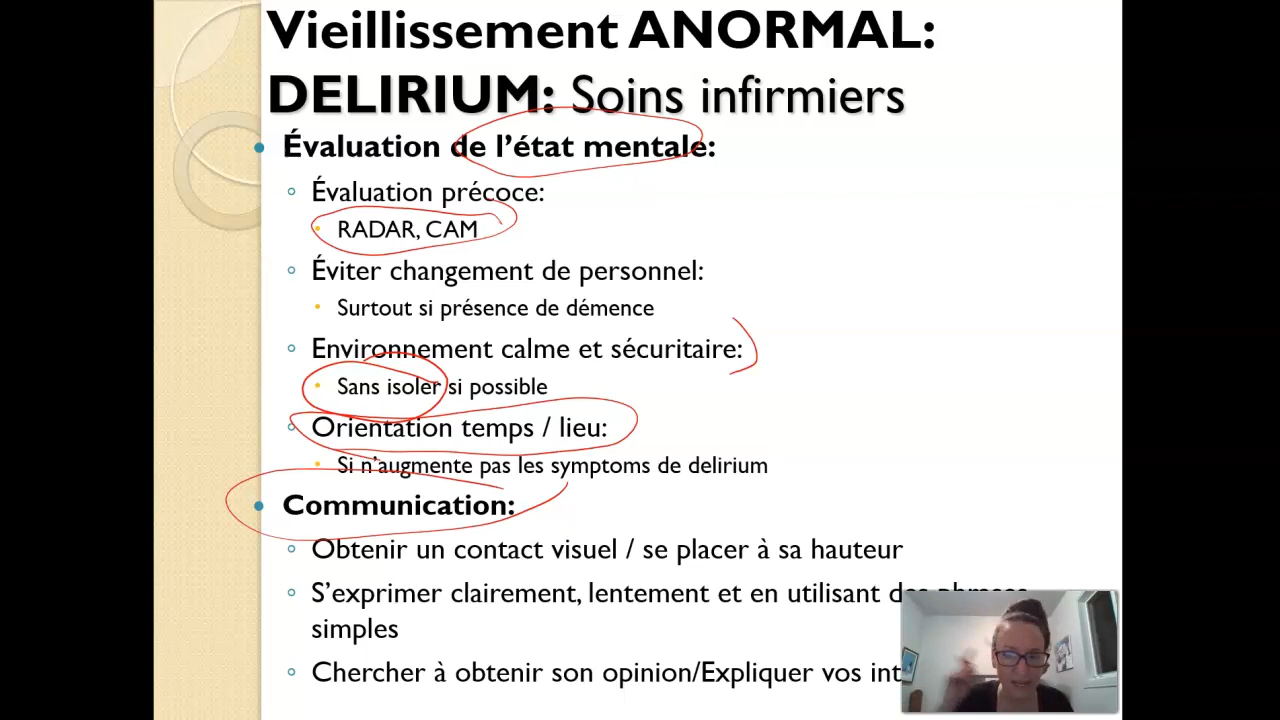 Vieillissement ANORMAL:
DELIRIUM: Soins infirmiers
Évaluation de l’état mentale:
Évaluation précoce:
RADAR, CAM
Éviter changement de personnel:
Surtout si présence de démence
Environnement calme et sécuritaire:
Sans isoler si possible
Orientation temps / lieu:
Si n’augmente pas les symptoms de delirium
Communication:
Obtenir un contact visuel / se placer à sa hauteur
S’exprimer clairement, lentement et en utilisant des phrases
simples
Chercher à obtenir son opinion/Expliquer vos